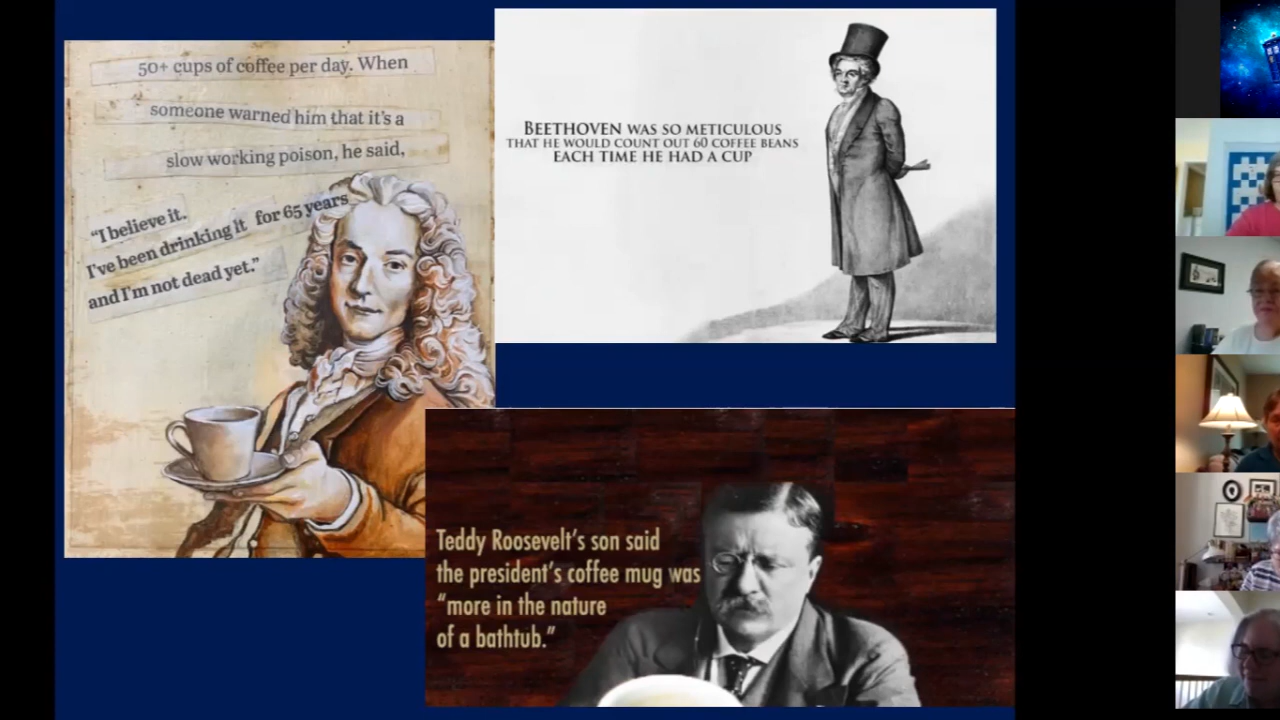 50+ cups of coffee per day. When
someone warned him that it's a
slow working poison, he said,
"I believe it.
I've been drinking it for 65 years
and I'm not dead yet."
BEETHOVEN WAS SO METICULOUS
THAT HE WOULD COUNT OUT 60 COFFEE BEANS
EACH TIME HE HAD A CUP
Teddy Roosevelt's son said
the president's coffee mug was
"more in the nature
of a bathtub."